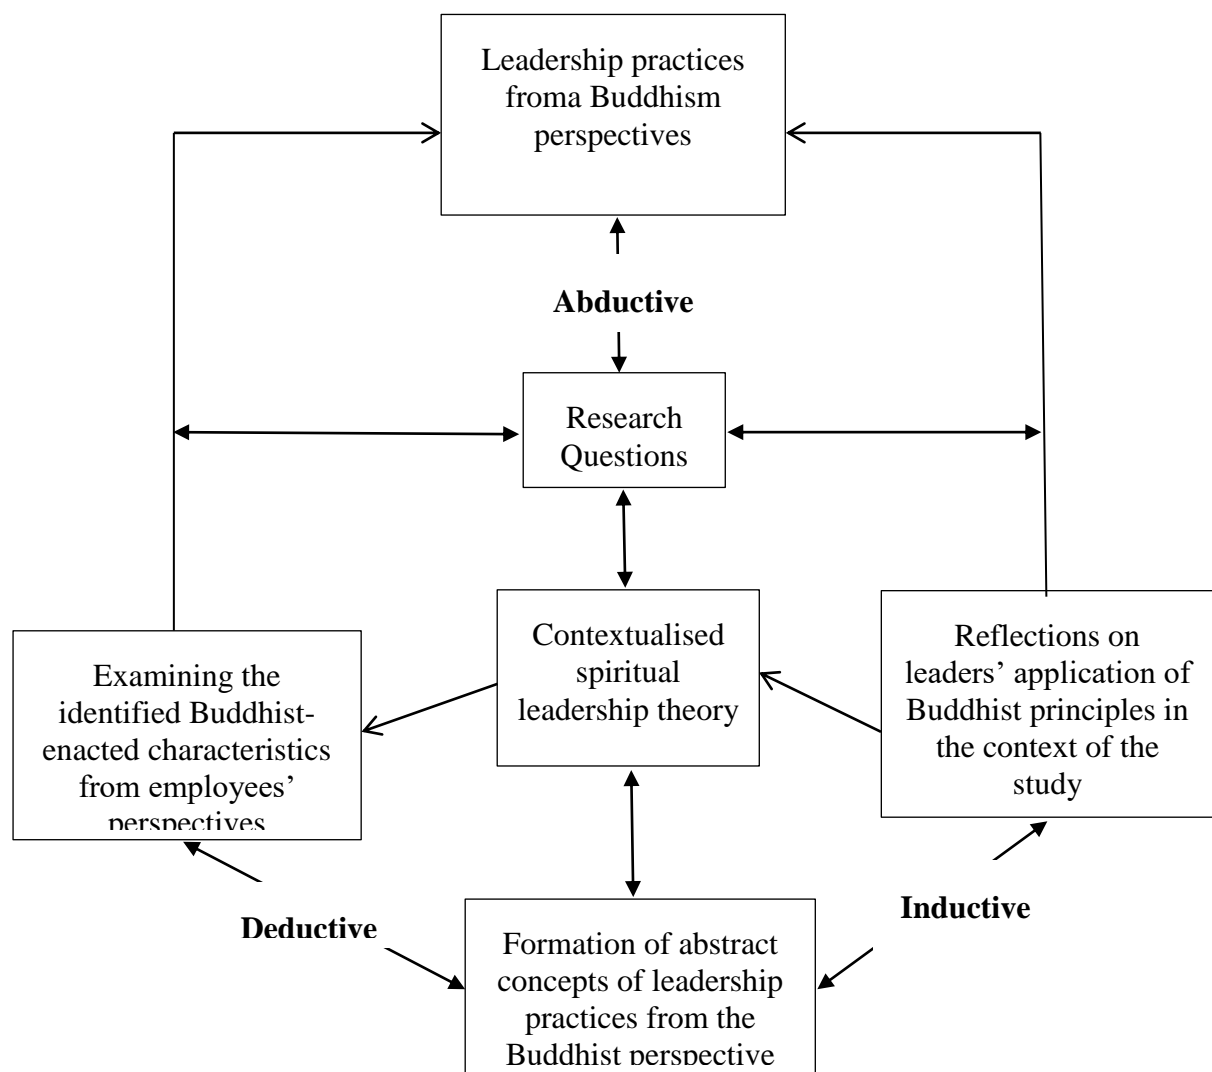 Leadership practices
froma Buddhism
perspectives
Abductive
Research
Questions
Contextualised
spiritual
leadership theory
Reflections on
leaders’ application of
Buddhist principles in
the context of the
study
Examining the
identified Buddhist-
enacted characteristics
from employees’
perspectives
Deductive
Inductive
Formation of abstract
concepts of leadership
practices from the
Buddhist perspective